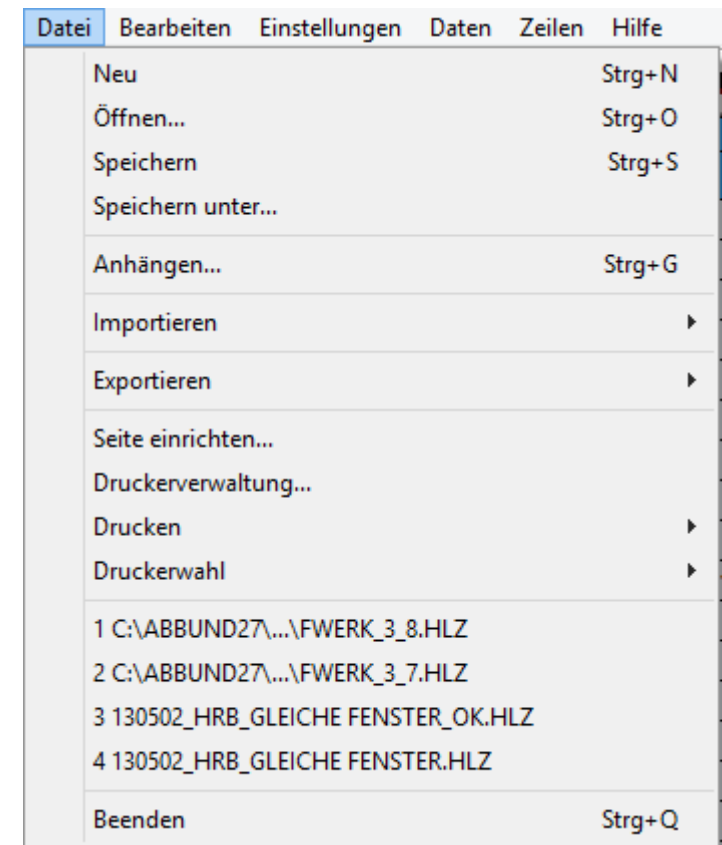 Datei Bearbeiten Einstellungen Daten Zeilen Hilfe
Neu Strg+N
Öffnen... Strg+O
Speichern Strg+S
Speichern unter...
Anhängen... Strg+G
Importieren
Exportieren
Seite einrichten...
Druckerverwaltung...
Drucken
Druckerwahl
1 C:\ABBUND27\...\FWERK_3_8.HLZ
2 C:\ABBUND27\...\FWERK_3_7.HLZ
3 130502_HRB_GLEICHE FENSTER_OK.HLZ
4 130502_HRB_GLEICHE FENSTER.HLZ
Beenden Strg+Q